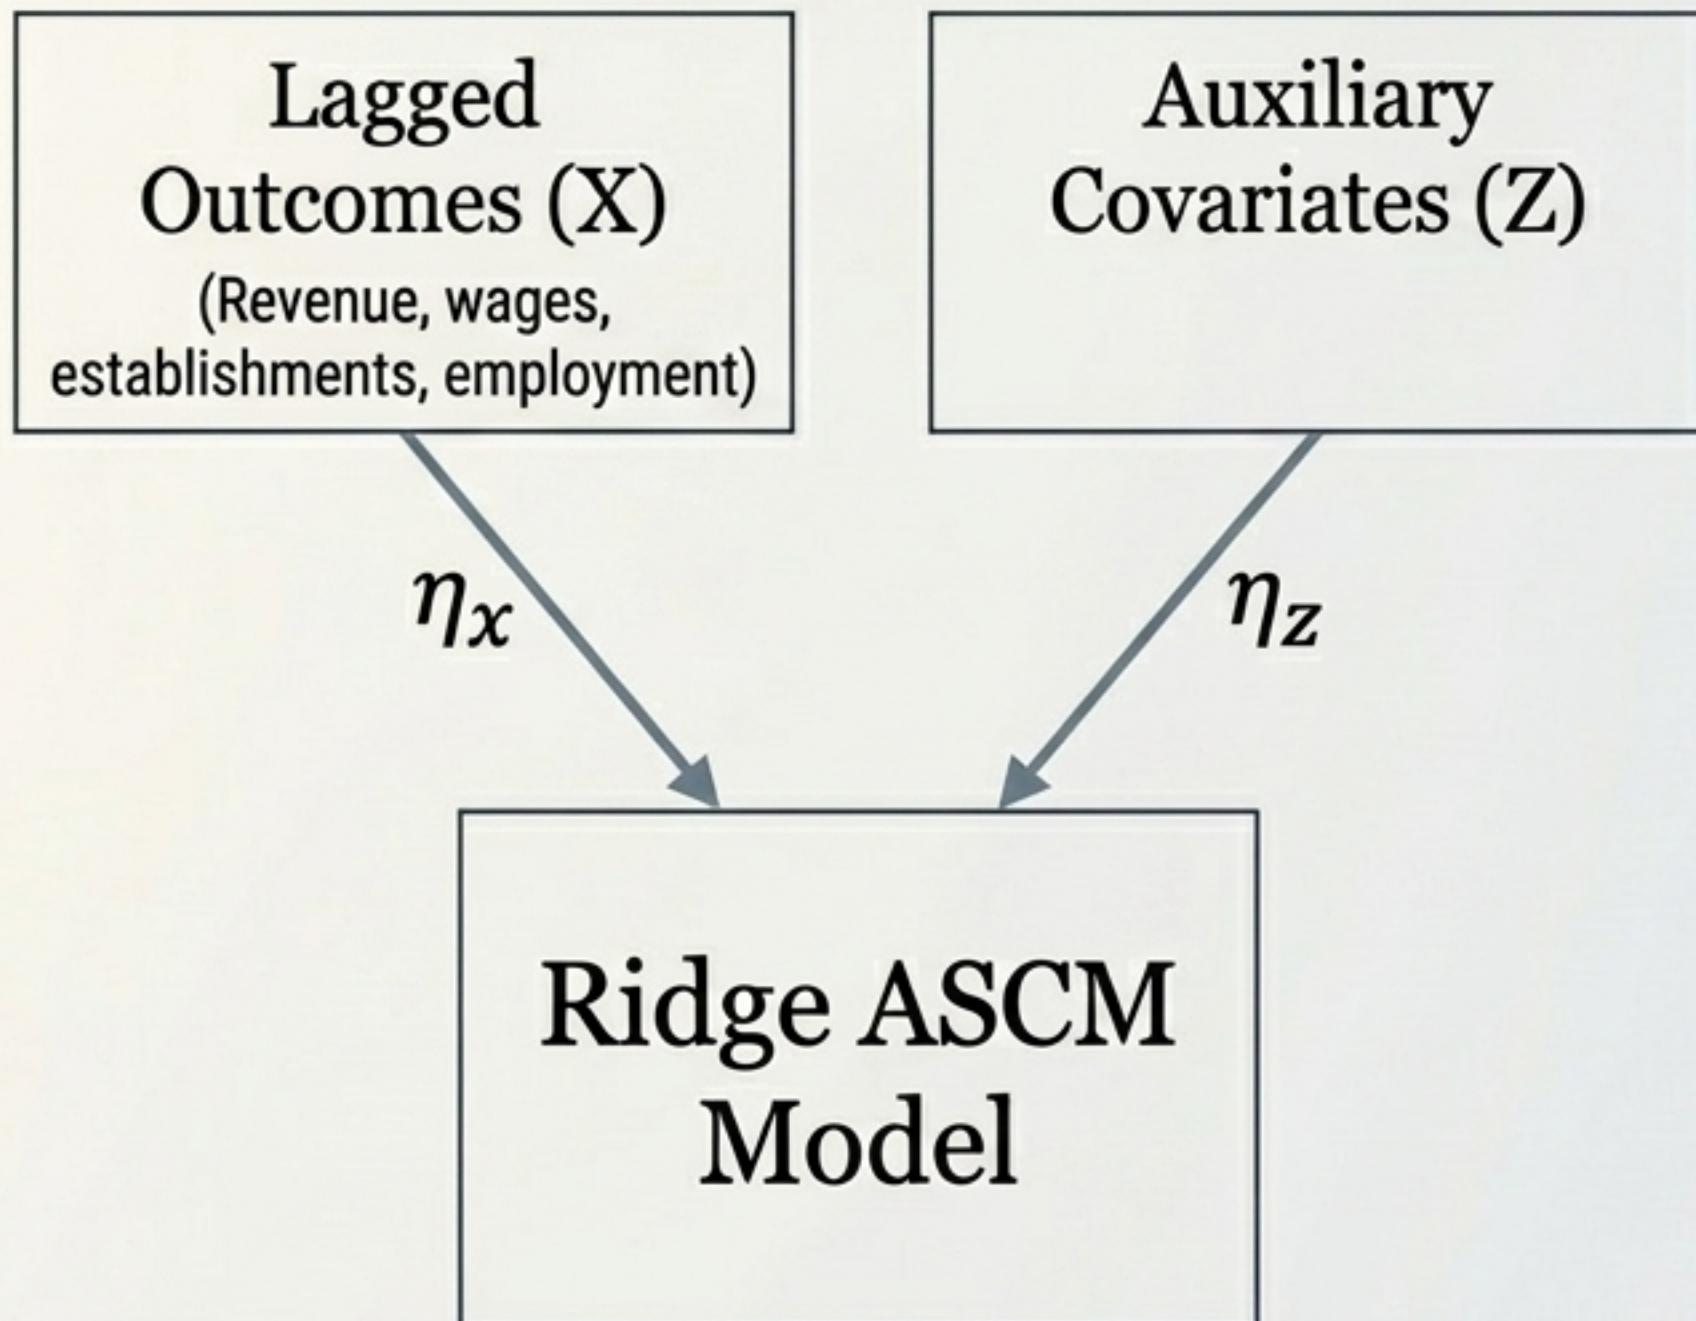 Lagged
Outcomes (X)
(Revenue, wages,
establishments, employment)
Auxiliary
Covariates (Z)
ηx
ηz
Ridge ASCM
Model